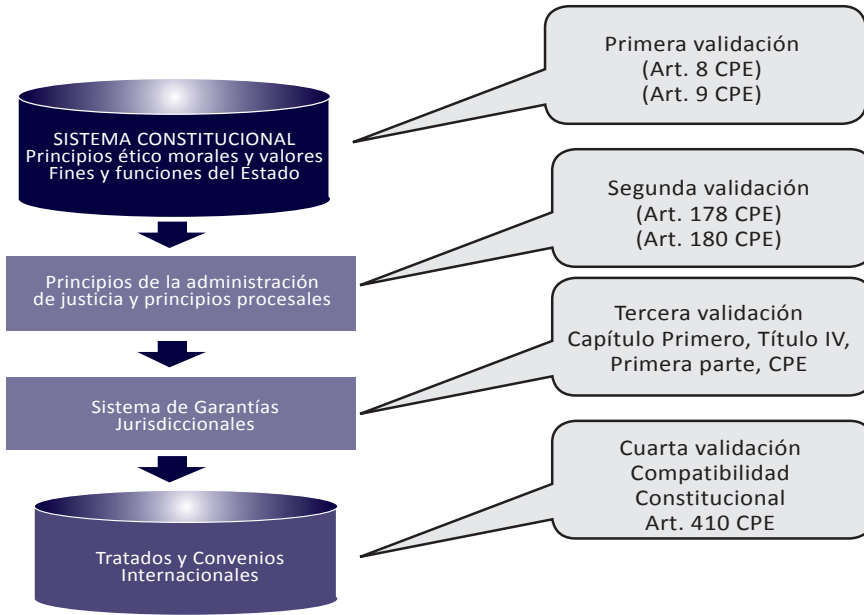 Primera validación
(Art. 8 CPE)
(Art. 9 CPE)
SISTEMA CONSTITUCIONAL
Principios ético morales y valores
Fines y funciones del Estado
Segunda validación
(Art. 178 CPE)
(Art. 180 CPE)
Principios de la administración
de justicia y principios procesales
Tercera validación
Capítulo Primero, Título IV,
Primera parte, CPE
Sistema de Garantías
Jurisdiccionales
Cuarta validación
Compatibilidad
Constitucional
Art. 410 CPE
Tratados y Convenios
Internacionales